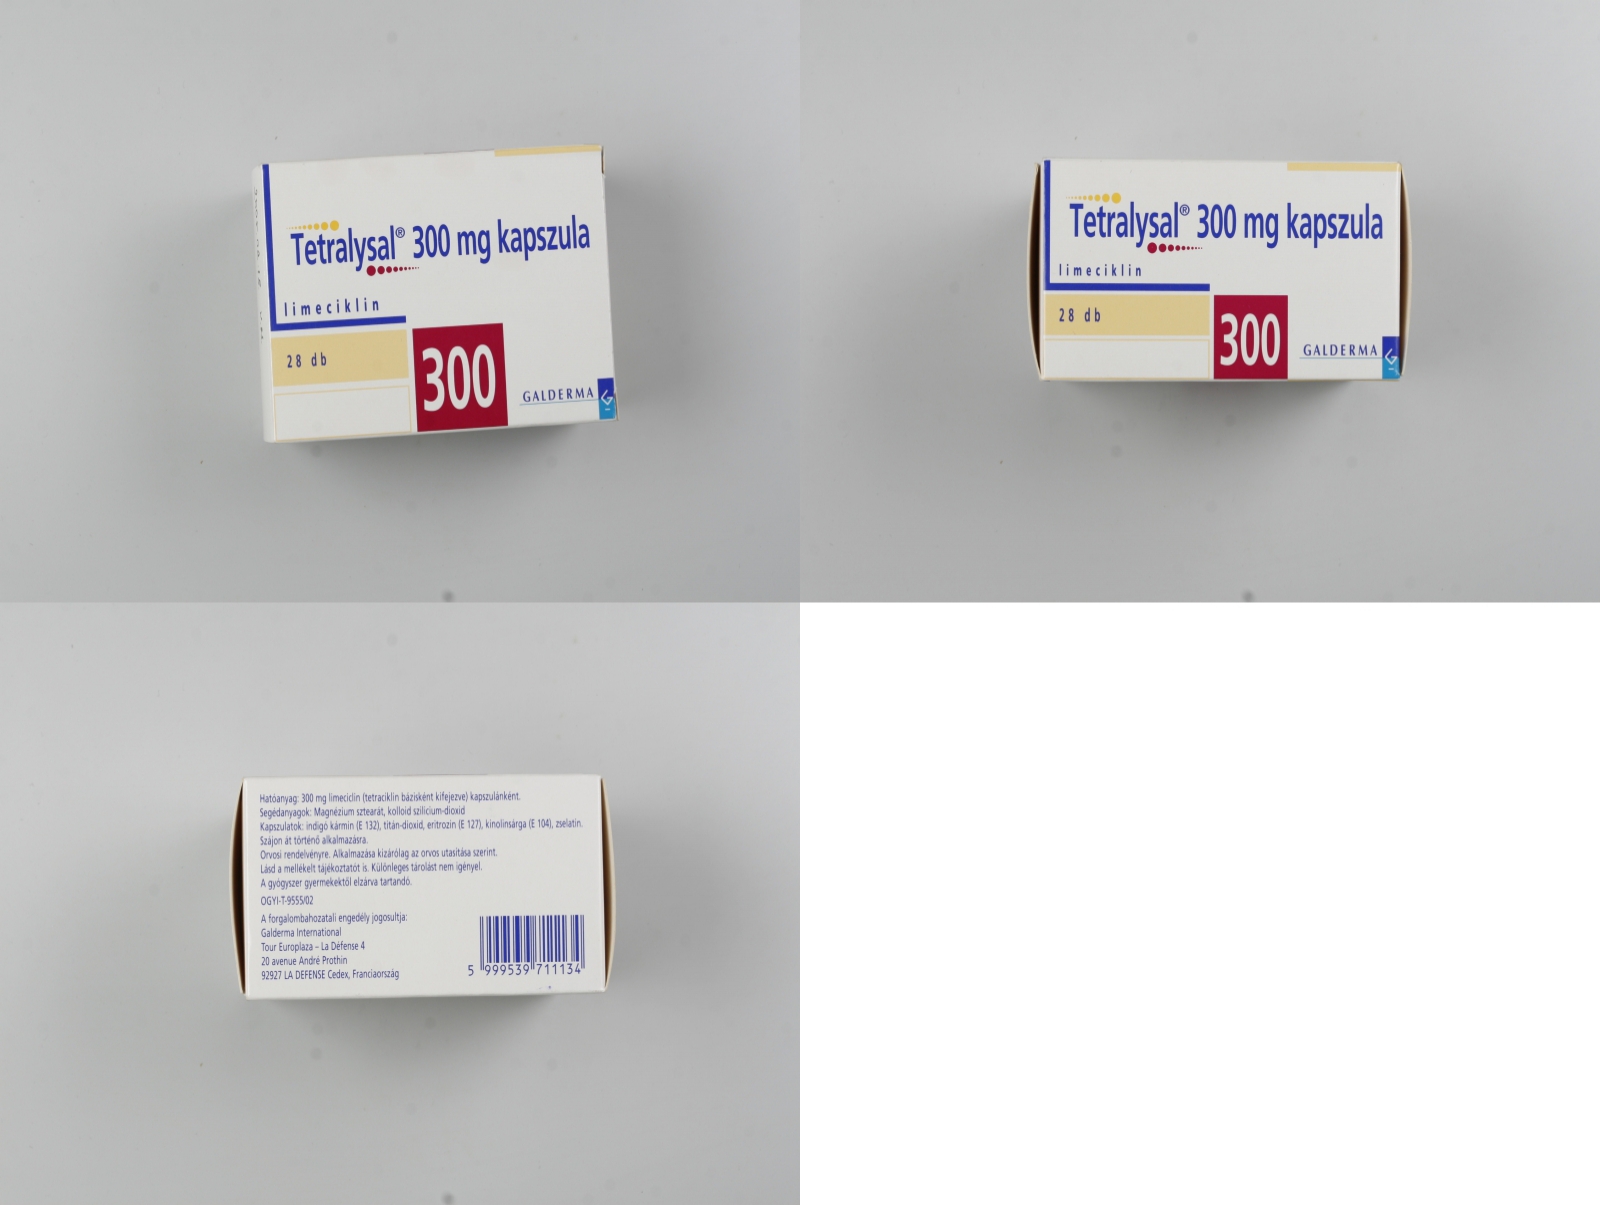 Tetralysal® 300 mg kapszula
limeciklin
28 db
300
GALDERMA
Tetralysal® 300 mg kapszula
limeciklin
28 db
300
GALDERMA
Hatóanyag: 300 mg limeciclin (tetraciklin bázisként kifejezve) kapszulánként.
Segédanyagok: Magnézium sztearát, kolloid szilícium-dioxid
Kapszulatok: indigó kármin (E 132), titán-dioxid, eritrozin (E 127), kinolinsárga (E 104), zselatin.
Szájon át történő alkalmazásra.
Orvosi rendelvényre. Alkalmazása kizárólag az orvos utasítása szerint.
Lásd a mellékelt tájékoztatót is. Különleges tárolást nem igényel.
A gyógyszer gyermekektől elzárva tartandó.
OGYI-T-9555/02
A forgalombahozatali engedély jogosultja:
Galderma International
Tour Europlaza – La Défense 4
20 avenue André Prothin
92927 LA DEFENSE Cedex, Franciaország
5 999539 711134